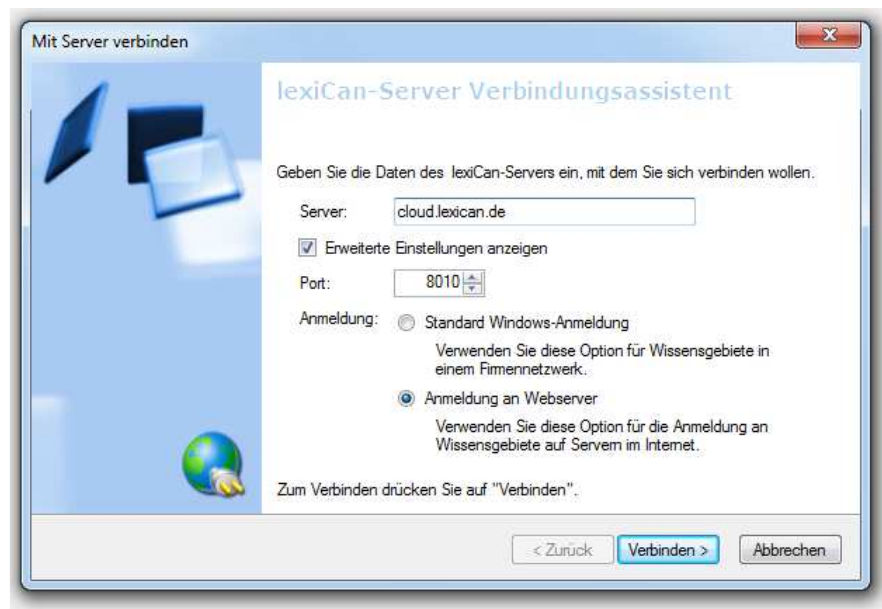 Mit Server verbinden
lexiCan-Server Verbindungsassistent
Geben Sie die Daten des lexiCan-Servers ein, mit dem Sie sich verbinden wollen.
Server: cloud.lexican.de
Erweiterte Einstellungen anzeigen
Port: 8010
Anmeldung: Standard Windows-Anmeldung
Verwenden Sie diese Option für Wissensgebiete in
einem Firmennetzwerk.
Anmeldung an Webserver
Verwenden Sie diese Option für die Anmeldung an
Wissensgebiete auf Servern im Internet.
Zum Verbinden drücken Sie auf "Verbinden".
< Zurück Verbinden > Abbrechen